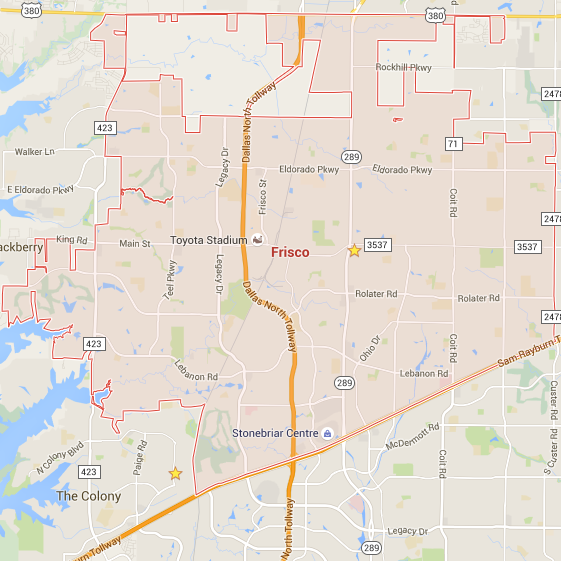 380
380
Rockhill Pkwy
2478
Dallas North Tollway
423
71
Walker Ln
289
E Eldorado Pkwy
Legacy Dr
Frisco St
Eldorado Pkwy
Eldorado Pkwy
Coit Rd
2478
ackberry
King Rd
Main St
Toyota Stadium
Frisco
3537
3537
Teel Pkwy
Legacy Dr
Dallas North Tollway
Rolater Rd
Rolater Rd
2478
423
Ohio Dr
Coit Rd
Sam Rayburn T
Lebanon Rd
Lebanon Rd
289
Custer Rd
Stonebriar Centre
McDermott Rd
N Colony Blvd
Paige Rd
Coit Rd
S Custer Rd
423
The Colony
North Tollway
Legacy Dr
289
urn Tollway